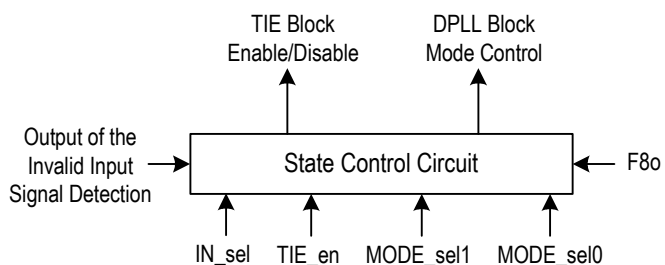 TIE Block
Enable/Disable
DPLL Block
Mode Control
Output of the
Invalid Input
Signal Detection
State Control Circuit
F8o
IN_sel
TIE_en
MODE_sel1
MODE_sel0